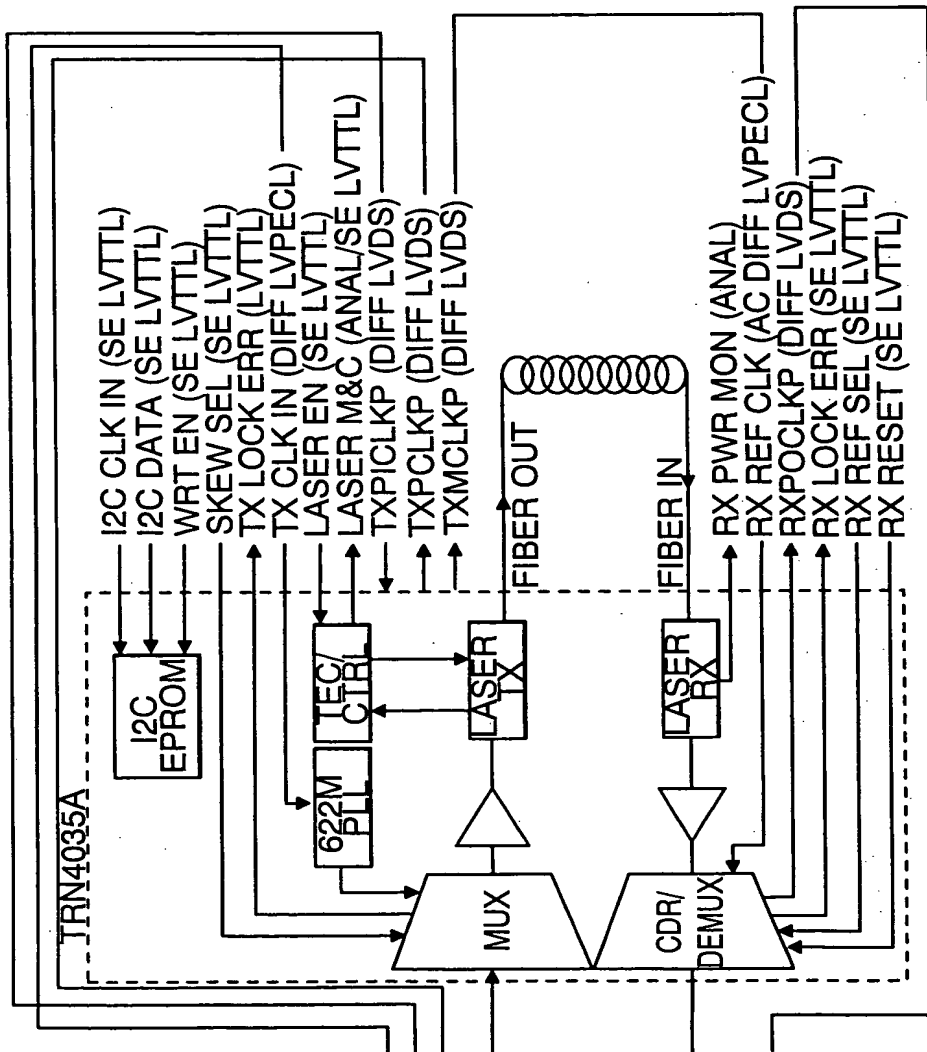 TRN4035A
I2C
EPROM
I2C CLK IN (SE LVTTL)
I2C DATA (SE LVTTL)
WRT EN (SE LVTTL)
SKEW SEL (SE LVTTL)
TX LOCK ERR (LVTTL)
TX CLK IN (DIFF LVPECL)
LASER EN (SE LVTTL)
LASER M&C (ANAL/SE LVTTL)
TXPICLKP (DIFF LVDS)
TXPCLKP (DIFF LVDS)
TXMCLKP (DIFF LVDS)
622M
PLL
TEC/
CTRL
MUX
LASER
TX
FIBER OUT
FIBER IN
CDR/
DEMUX
LASER
RX
RX PWR MON (ANAL)
RX REF CLK (AC DIFF LVPECL)
RXPOCLKP (DIFF LVDS)
RX LOCK ERR (SE LVTTL)
RX REF SEL (SE LVTTL)
RX RESET (SE LVTTL)